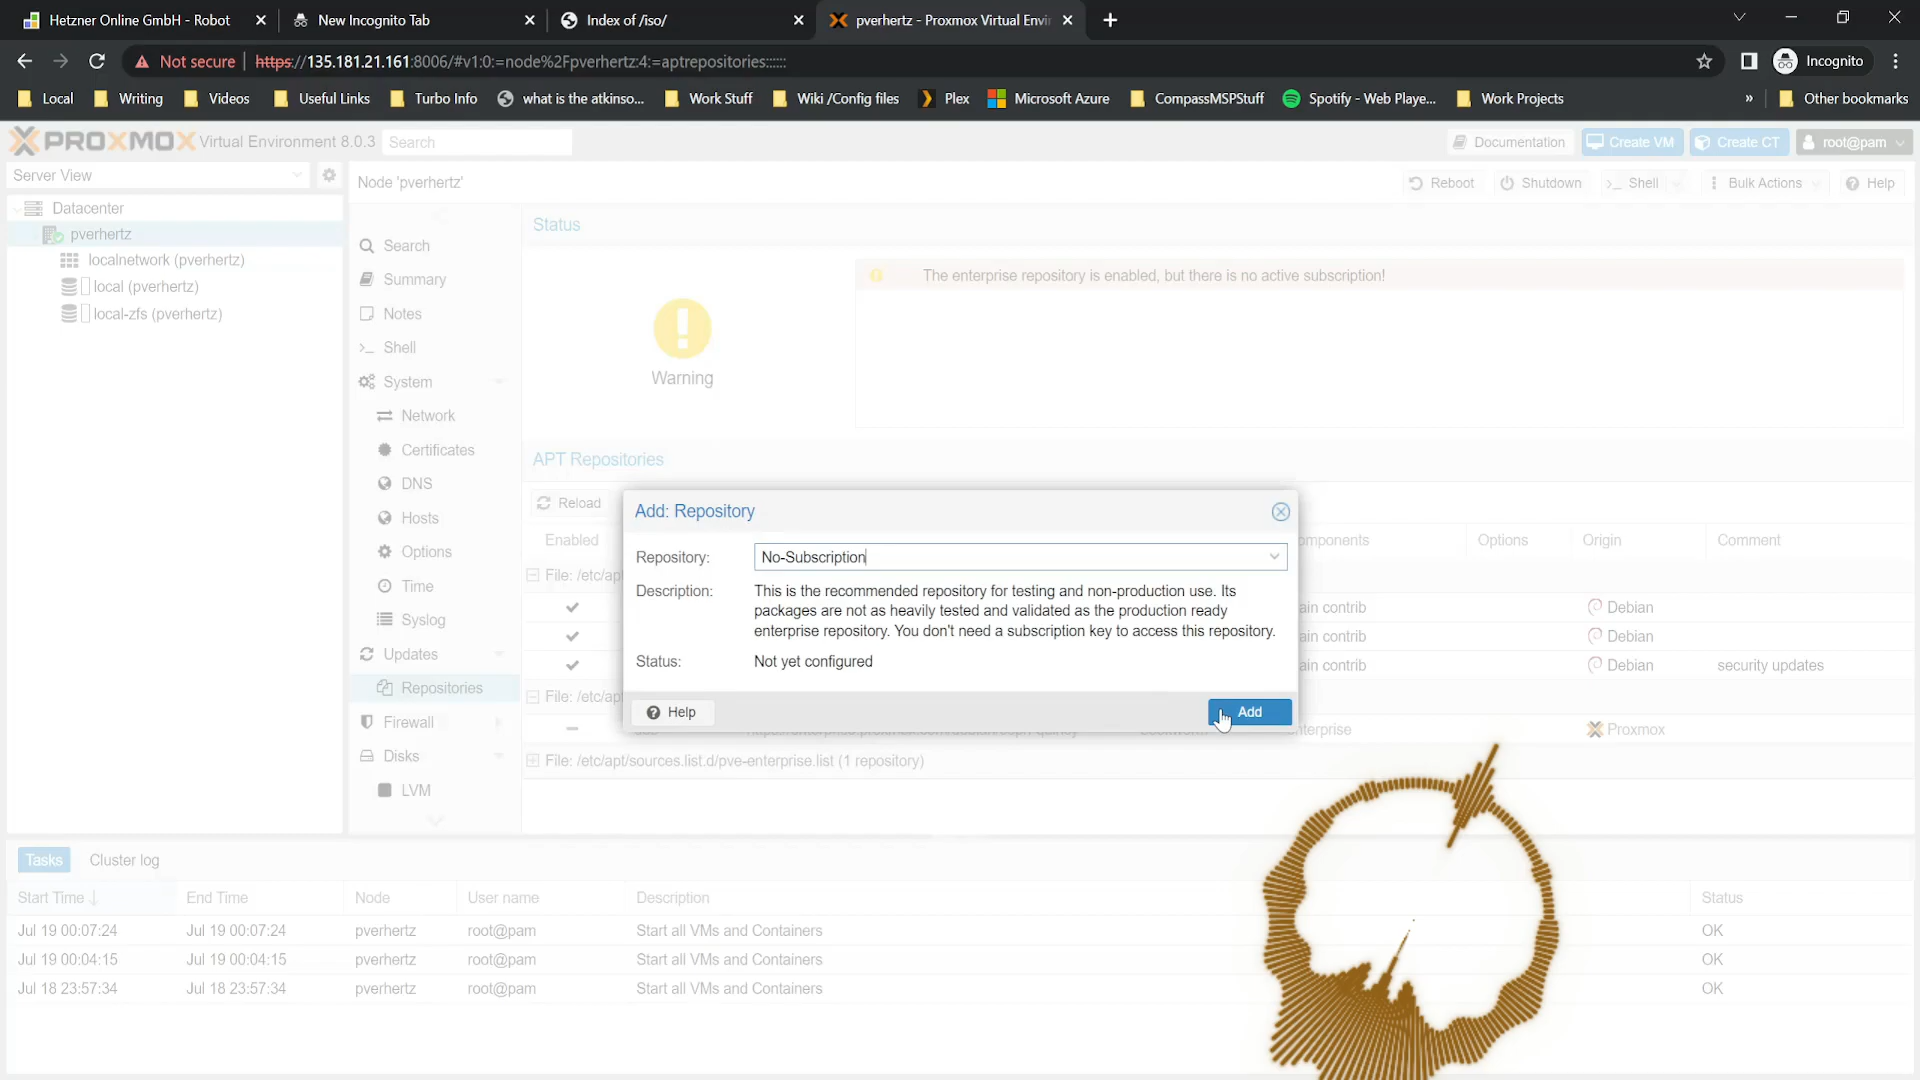 Hetzner Online GmbH - Robot
New Incognito Tab
Index of /iso/
pverhertz - Proxmox Virtual Envir
Not secure
https://135.181.21.161:8006/#v1:0:=node%2Fpverhertz:4:=aptrepositories::::::
Incognito
Local
Writing
Videos
Useful Links
Turbo Info
what is the atkinso...
Work Stuff
Wiki /Config files
Plex
Microsoft Azure
CompassMSPStuff
Spotify - Web Playe...
Work Projects
»
Other bookmarks
PROXMOX Virtual Environment 8.0.3
Search
Documentation
Create VM
Create CT
root@pam
Server View
Node 'pverhertz'
Reboot
Shutdown
Shell
Bulk Actions
Help
Datacenter
pverhertz
localnetwork (pverhertz)
local (pverhertz)
local-zfs (pverhertz)
Search
Summary
Notes
Shell
System
Network
Certificates
DNS
Hosts
Options
Time
Syslog
Updates
Repositories
Firewall
Disks
LVM
Status
Warning
The enterprise repository is enabled, but there is no active subscription!
APT Repositories
Reload
Enabled
Options
Origin
Comment
File: /etc/ap
ain contrib
Debian
ain contrib
Debian
ain contrib
Debian
security updates
File: /etc/ap
Proxmox
File: /etc/apt/sources.list.d/pve-enterprise.list (1 repository)
Add: Repository
Repository:
No-Subscription
Description:
This is the recommended repository for testing and non-production use. Its
packages are not as heavily tested and validated as the production ready
enterprise repository. You don't need a subscription key to access this repository.
Status:
Not yet configured
Help
Add
Tasks
Cluster log
Start Time
End Time
Node
User name
Description
Status
Jul 19 00:07:24
Jul 19 00:07:24
pverhertz
root@pam
Start all VMs and Containers
OK
Jul 19 00:04:15
Jul 19 00:04:15
pverhertz
root@pam
Start all VMs and Containers
OK
Jul 18 23:57:34
Jul 18 23:57:34
pverhertz
root@pam
Start all VMs and Containers
OK